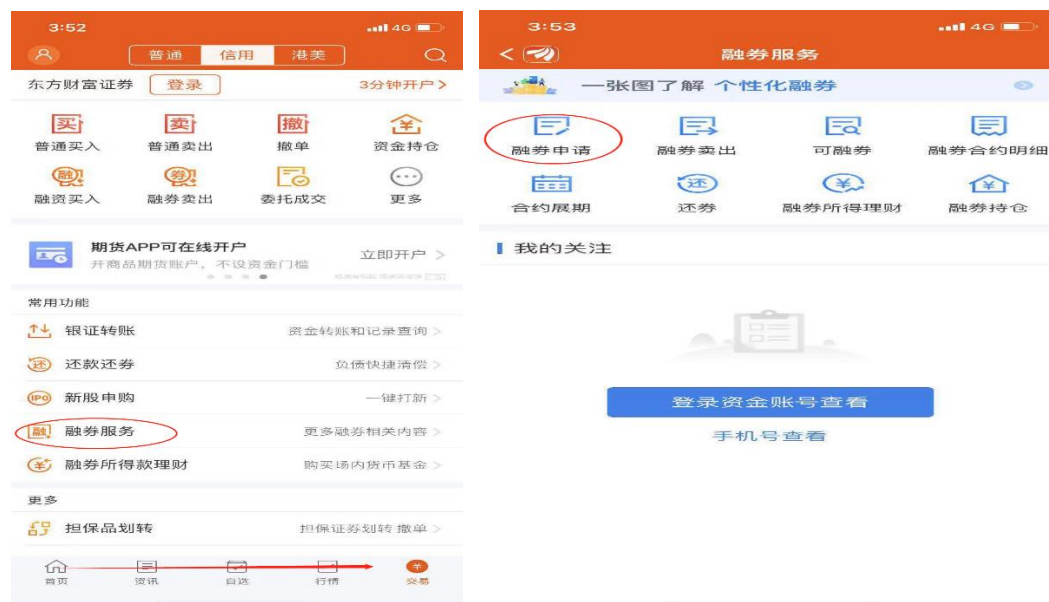 3:52
4G
普通 信用 港美
东方财富证券 登录 3分钟开户>
买 卖 撤 ¥
普通买入 普通卖出 撤单 资金持仓
融 券
融资买入 融券卖出 委托成交 更多
期货APP可在线开户
开商品期货账户，不设资金门槛
立即开户 >
常用功能
银证转账 资金转账和记录查询 >
还 还款还券 负债快捷清偿 >
IPO 新股申购 一键打新 >
融 融券服务 更多融券相关内容 >
¥ 融券所得款理财 购买场内货币基金 >
更多
担保品划转 担保证券划转 撤单 >
首页 资讯 自选 行情 ¥ 交易
3:53
4G
< 融券服务
一张图了解 个性化融券
融券申请 融券卖出 可融券 融券合约明细
还 ¥ ¥
合约展期 还券 融券所得理财 融券持仓
我的关注
登录资金账号查看
手机号查看